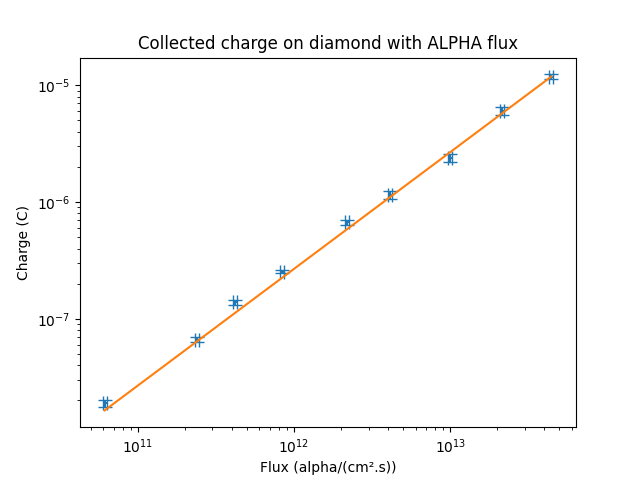 Collected charge on diamond with ALPHA flux
Charge (C)
10⁻⁵
10⁻⁶
10⁻⁷
10¹¹ 10¹² 10¹³
Flux (alpha/(cm².s))